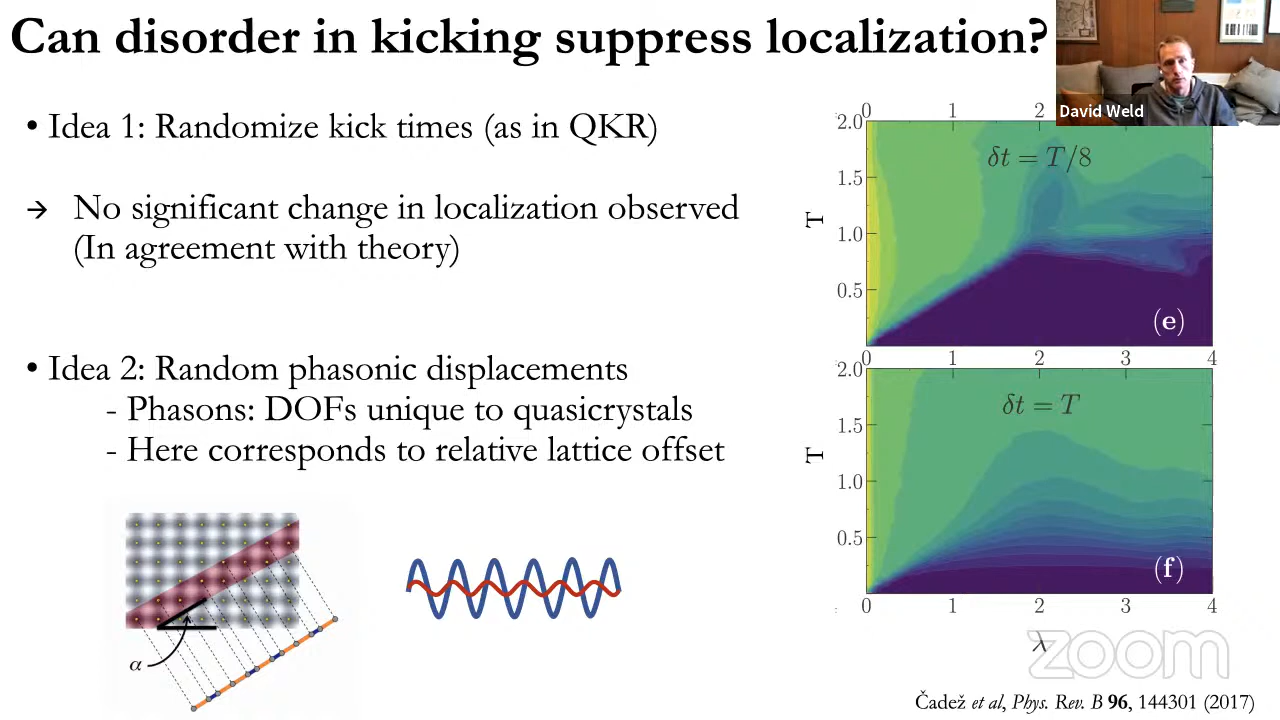 Can disorder in kicking suppress localization?
David Weld
• Idea 1: Randomize kick times (as in QKR)
→ No significant change in localization observed
(In agreement with theory)
• Idea 2: Random phasonic displacements
- Phasons: DOFs unique to quasicrystals
- Here corresponds to relative lattice offset
α
0 1 2
2.0
1.5
1.0
0.5
T
δt = T/8
(e)
0 1 2 3 4
2.0
1.5
1.0
0.5
T
δt = T
(f)
0 1 2 3 4
λ
zoom
Čadež et al, Phys. Rev. B 96, 144301 (2017)